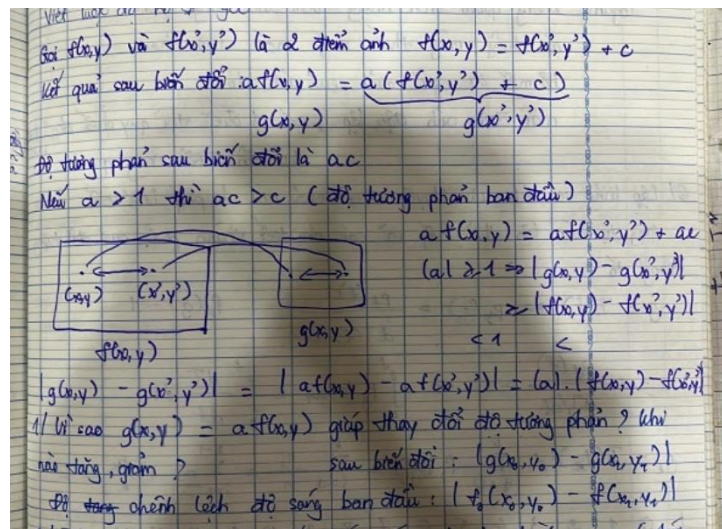 Gọi f(x,y) và f(x',y') là 2 điểm ảnh f(x,y) = f(x',y') + c
Kết quả sau biến đổi: af(x,y) = a (f(x',y') + c)
g(x,y) g(x',y')
Độ tương phản sau biến đổi là ac
Nếu a > 1 thì ac > c (độ tương phản ban đầu)
a f(x,y) = af(x',y') + ac
|a| ≥ 1 => |g(x,y) - g(x',y')|
≥ |f(x,y) - f(x',y')|
(x,y) (x',y')
g(x,y)
< 1 <
f(x,y)
|g(x,y) - g(x',y')| = | af(x,y) - af(x',y')| = |a|. |f(x,y) - f(x',y')|
1/ Vì sao g(x,y) = a f(x,y) giúp thay đổi độ tương phản? Khi
nào tăng, giảm? sau biến đổi: |g(x₀,y₀) - g(x₁,y₁)|
Độ chênh lệch độ sáng ban đầu: | f(x₀,y₀) - f(x₁,y₁)|